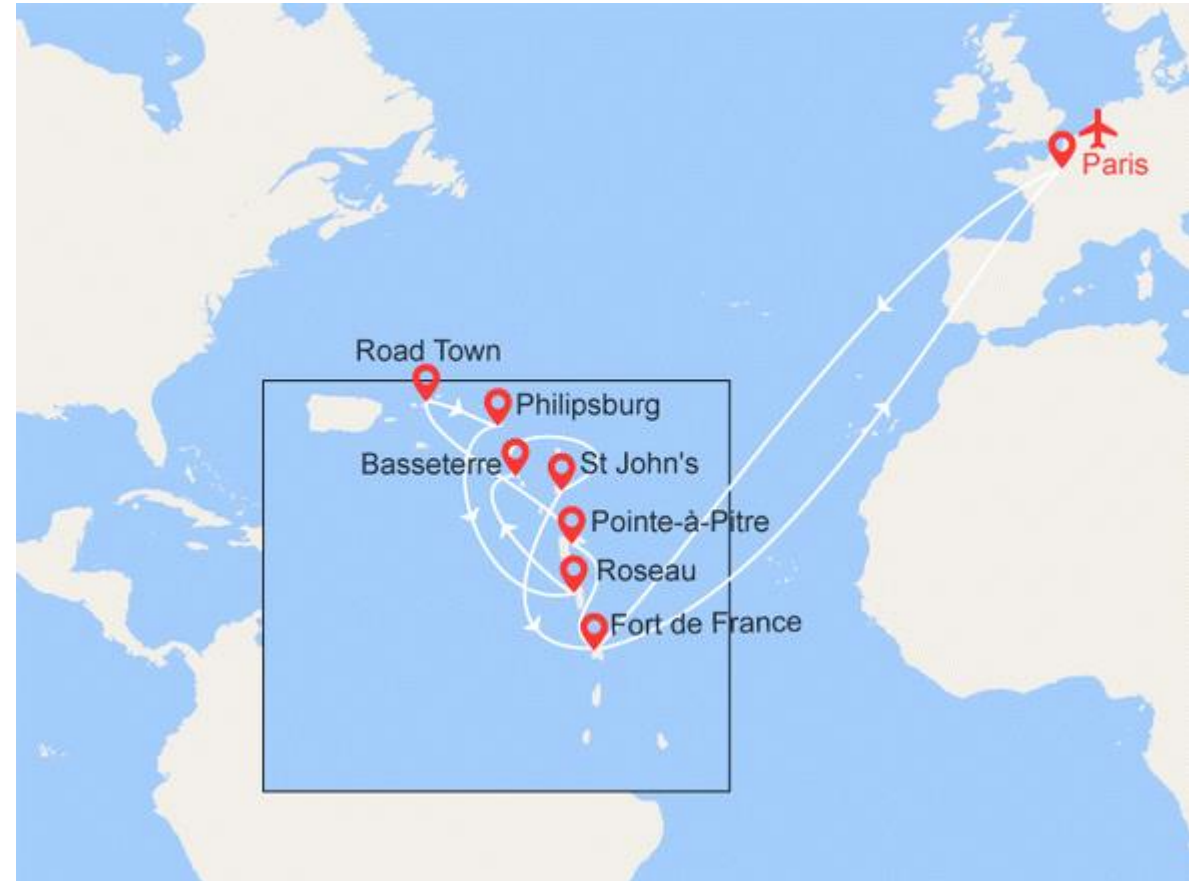 Paris
Road Town
Philipsburg
Basseterre
St John's
Pointe-à-Pitre
Roseau
Fort de France